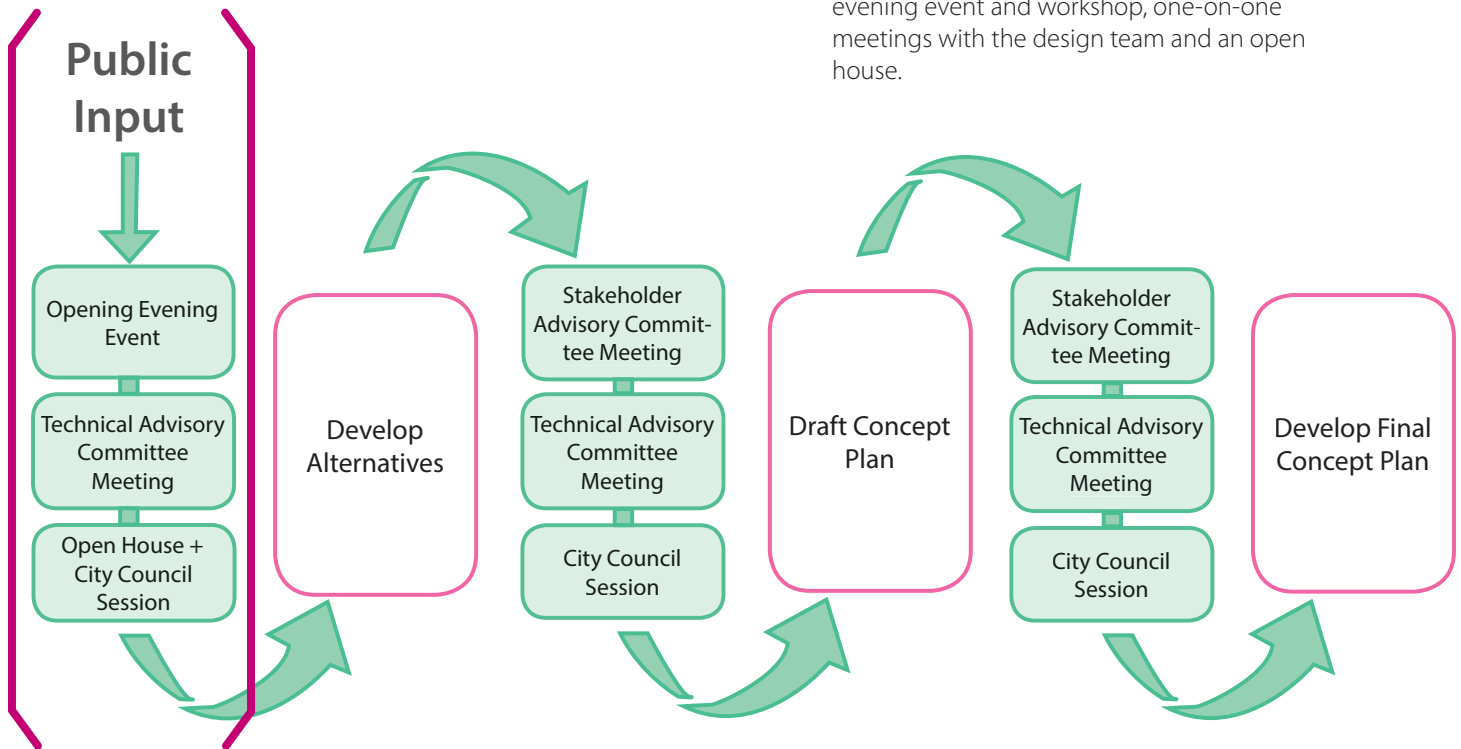 evening event and workshop, one-on-one
meetings with the design team and an open
house.
Public
Input
Opening Evening
Event
Technical Advisory
Committee
Meeting
Open House +
City Council
Session
Develop
Alternatives
Stakeholder
Advisory Commit-
tee Meeting
Technical Advisory
Committee
Meeting
City Council
Session
Draft Concept
Plan
Stakeholder
Advisory Commit-
tee Meeting
Technical Advisory
Committee
Meeting
City Council
Session
Develop Final
Concept Plan